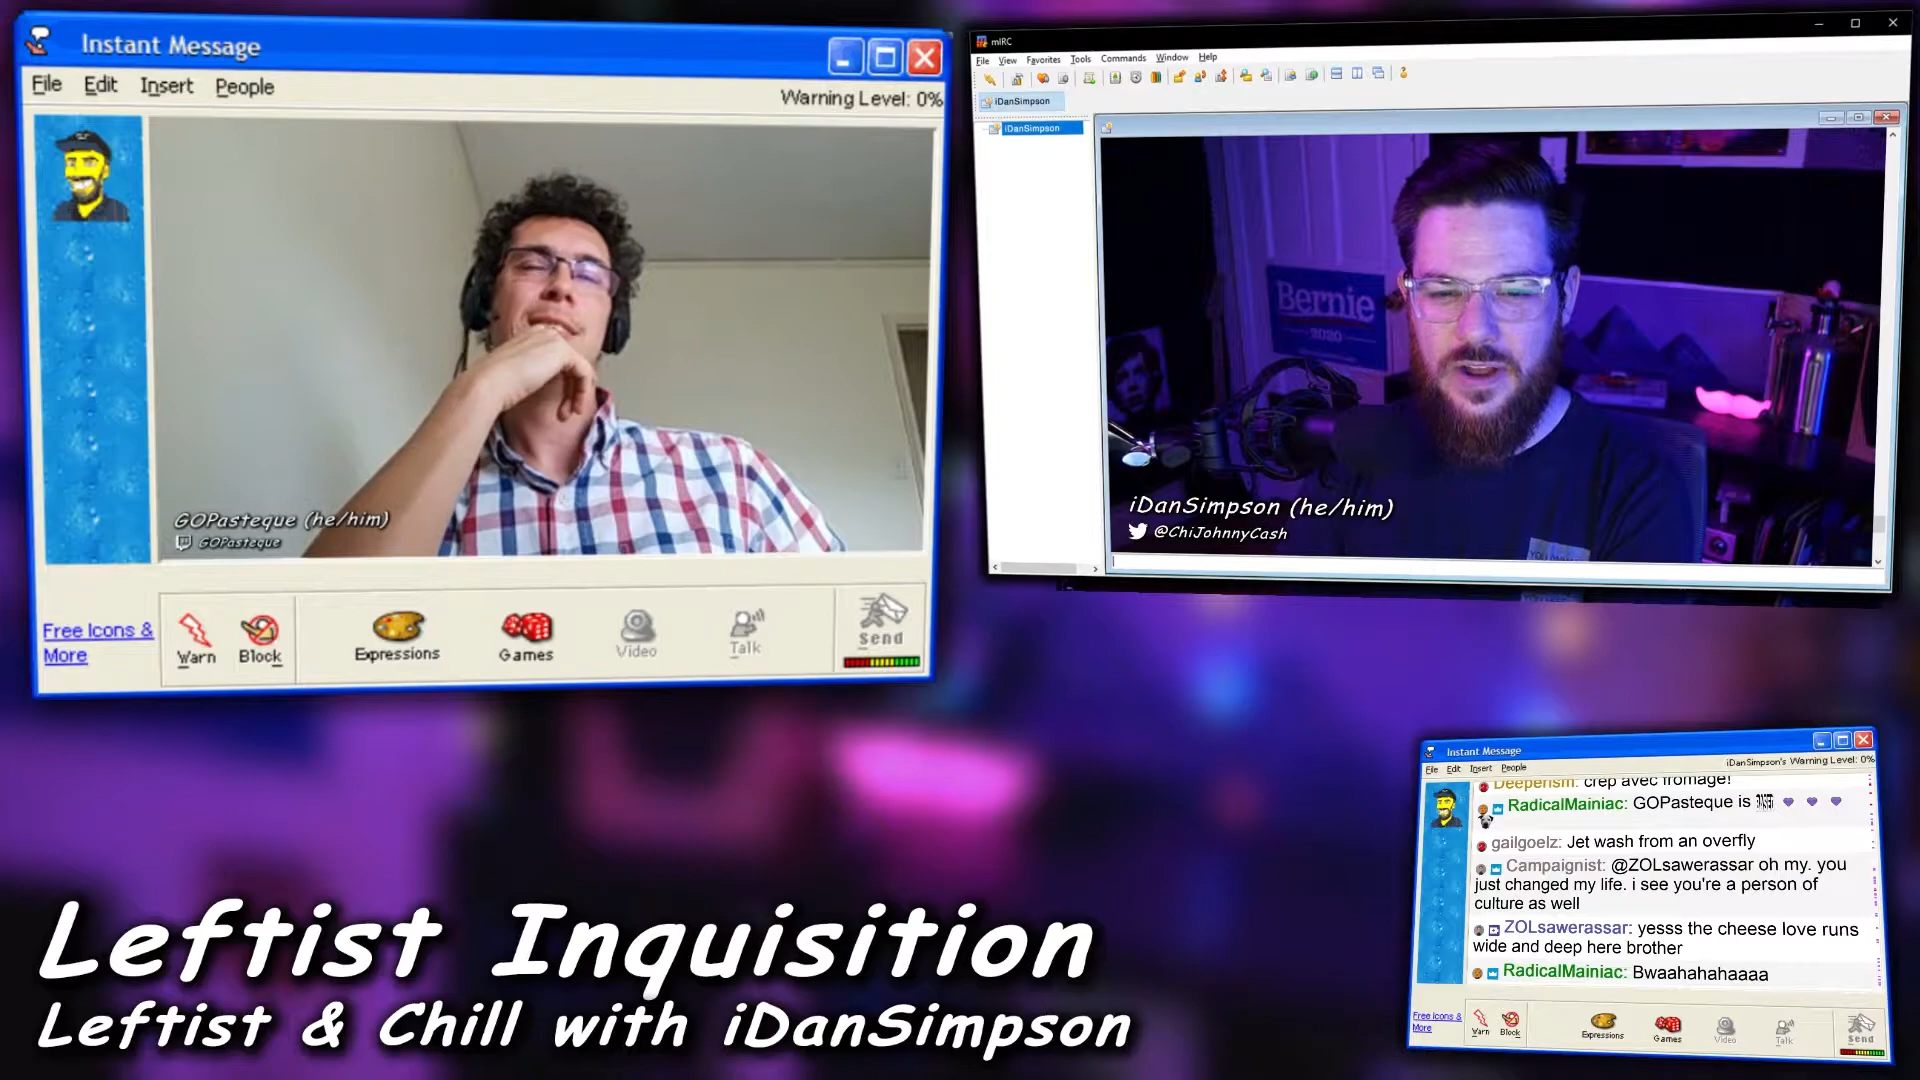 Instant Message
File Edit Insert People
Warning Level: 0%
GOPasteque (he/him)
GOPasteque
Free Icons &
More
Warn
Block
Expressions
Games
Video
Talk
Send
mIRC
File View Favorites Tools Commands Window Help
iDanSimpson
iDanSimpson
Bernie
2020
iDanSimpson (he/him)
@ChiJohnnyCash
Instant Message
File Edit Insert People
iDanSimpson's Warning Level: 0%
Deeperism: crep avec fromage!
RadicalMainiac: GOPasteque is
gailgoelz: Jet wash from an overfly
Campaignist: @ZOLsawerassar oh my. you
just changed my life. i see you're a person of
culture as well
ZOLsawerassar: yesss the cheese love runs
wide and deep here brother
RadicalMainiac: Bwaahahahaaaa
Free Icons &
More
Warn
Block
Expressions
Games
Video
Talk
Send
Leftist Inquisition
Leftist & Chill with iDanSimpson